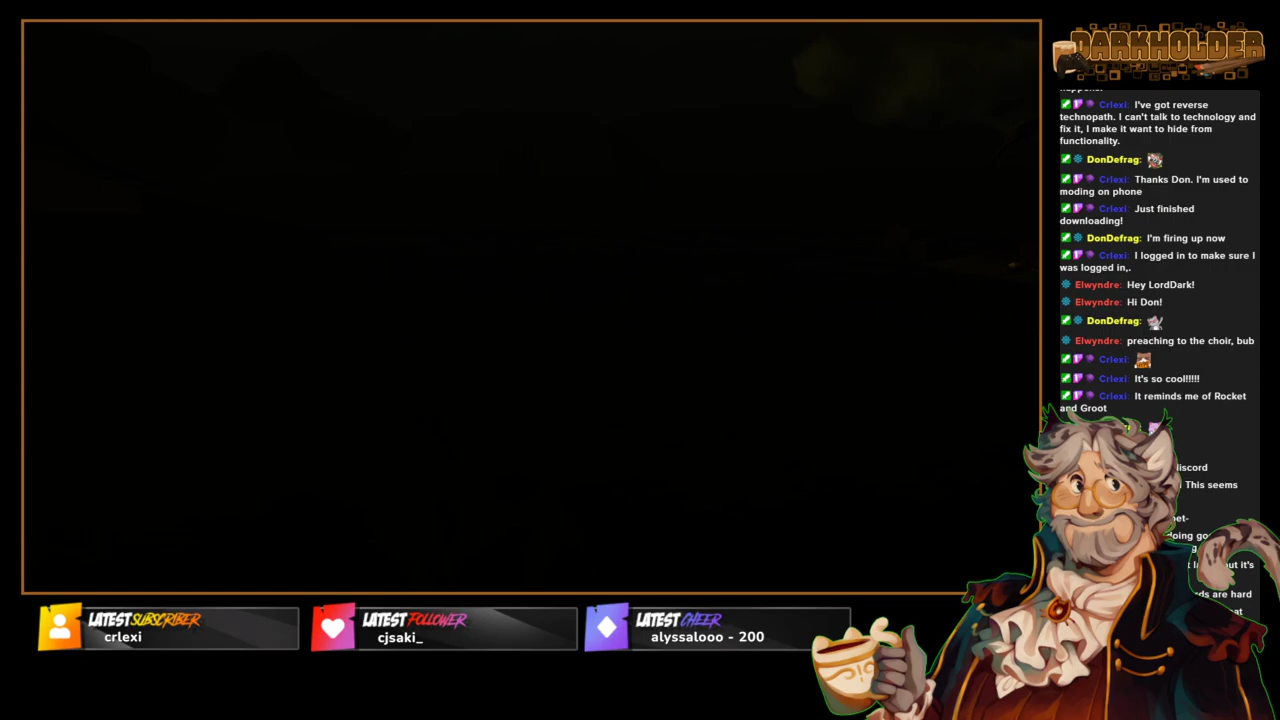 DARKHOLDER
Crlexi: I've got reverse
technopath. I can't talk to technology and
fix it, I make it want to hide from
functionality.
DonDefrag:
Crlexi: Thanks Don. I'm used to
moding on phone
Crlexi: Just finished
downloading!
DonDefrag: I'm firing up now
Crlexi: I logged in to make sure I
was logged in,.
Elwyndre: Hey LordDark!
Elwyndre: Hi Don!
DonDefrag:
Elwyndre: preaching to the choir, bub
Crlexi:
Crlexi: It's so cool!!!!!
Crlexi: It reminds me of Rocket
and Groot
This seems
LATEST SUBSCRIBER
crlexi
LATEST FOLLOWER
cjsaki_
LATEST CHEER
alyssalooo - 200